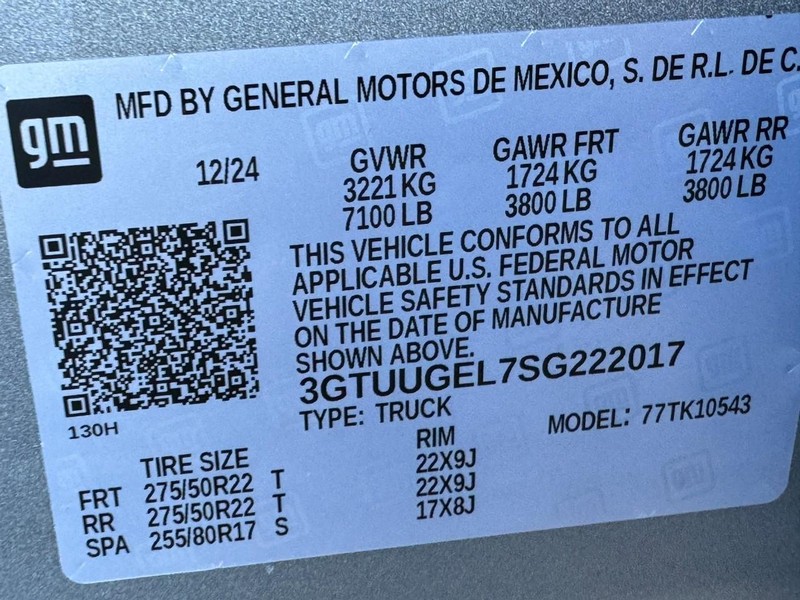 gm
MFD BY GENERAL MOTORS DE MEXICO, S. DE R.L. DE C.
12/24
GVWR GAWR FRT GAWR RR
3221 KG 1724 KG 1724 KG
7100 LB 3800 LB 3800 LB
THIS VEHICLE CONFORMS TO ALL
APPLICABLE U.S. FEDERAL MOTOR
VEHICLE SAFETY STANDARDS IN EFFECT
ON THE DATE OF MANUFACTURE
SHOWN ABOVE.
3GTUUGEL7SG222017
TYPE: TRUCK MODEL: 77TK10543
130H
TIRE SIZE RIM
FRT 275/50R22 T 22X9J
RR 275/50R22 T 22X9J
SPA 255/80R17 S 17X8J